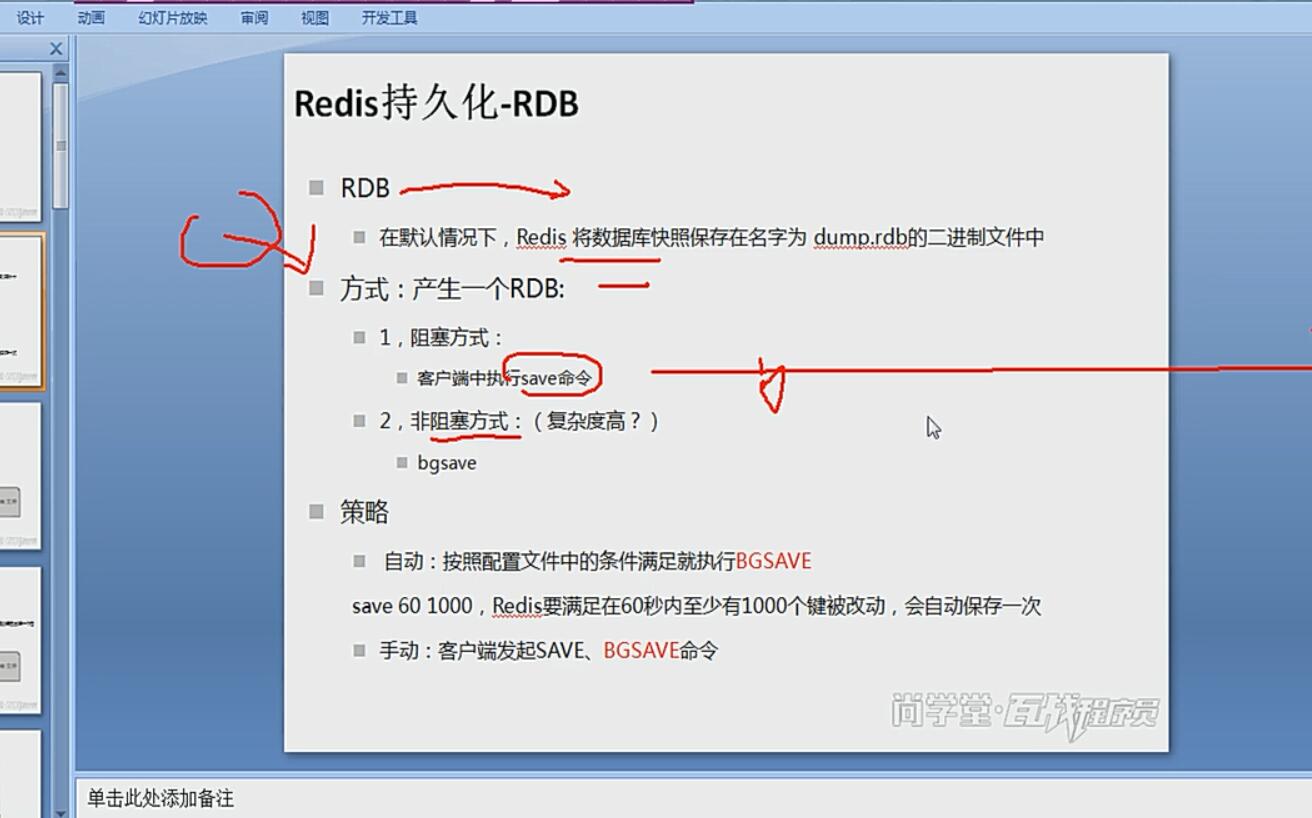 设计 动画 幻灯片放映 审阅 视图 开发工具
Redis持久化-RDB
RDB
在默认情况下，Redis 将数据库快照保存在名字为 dump.rdb的二进制文件中
方式：产生一个RDB:
1，阻塞方式：
客户端中执行save命令
2，非阻塞方式：（复杂度高？）
bgsave
策略
自动：按照配置文件中的条件满足就执行BGSAVE
save 60 1000，Redis要满足在60秒内至少有1000个键被改动，会自动保存一次
手动：客户端发起SAVE、BGSAVE命令
尚学堂·百战程序员
单击此处添加备注